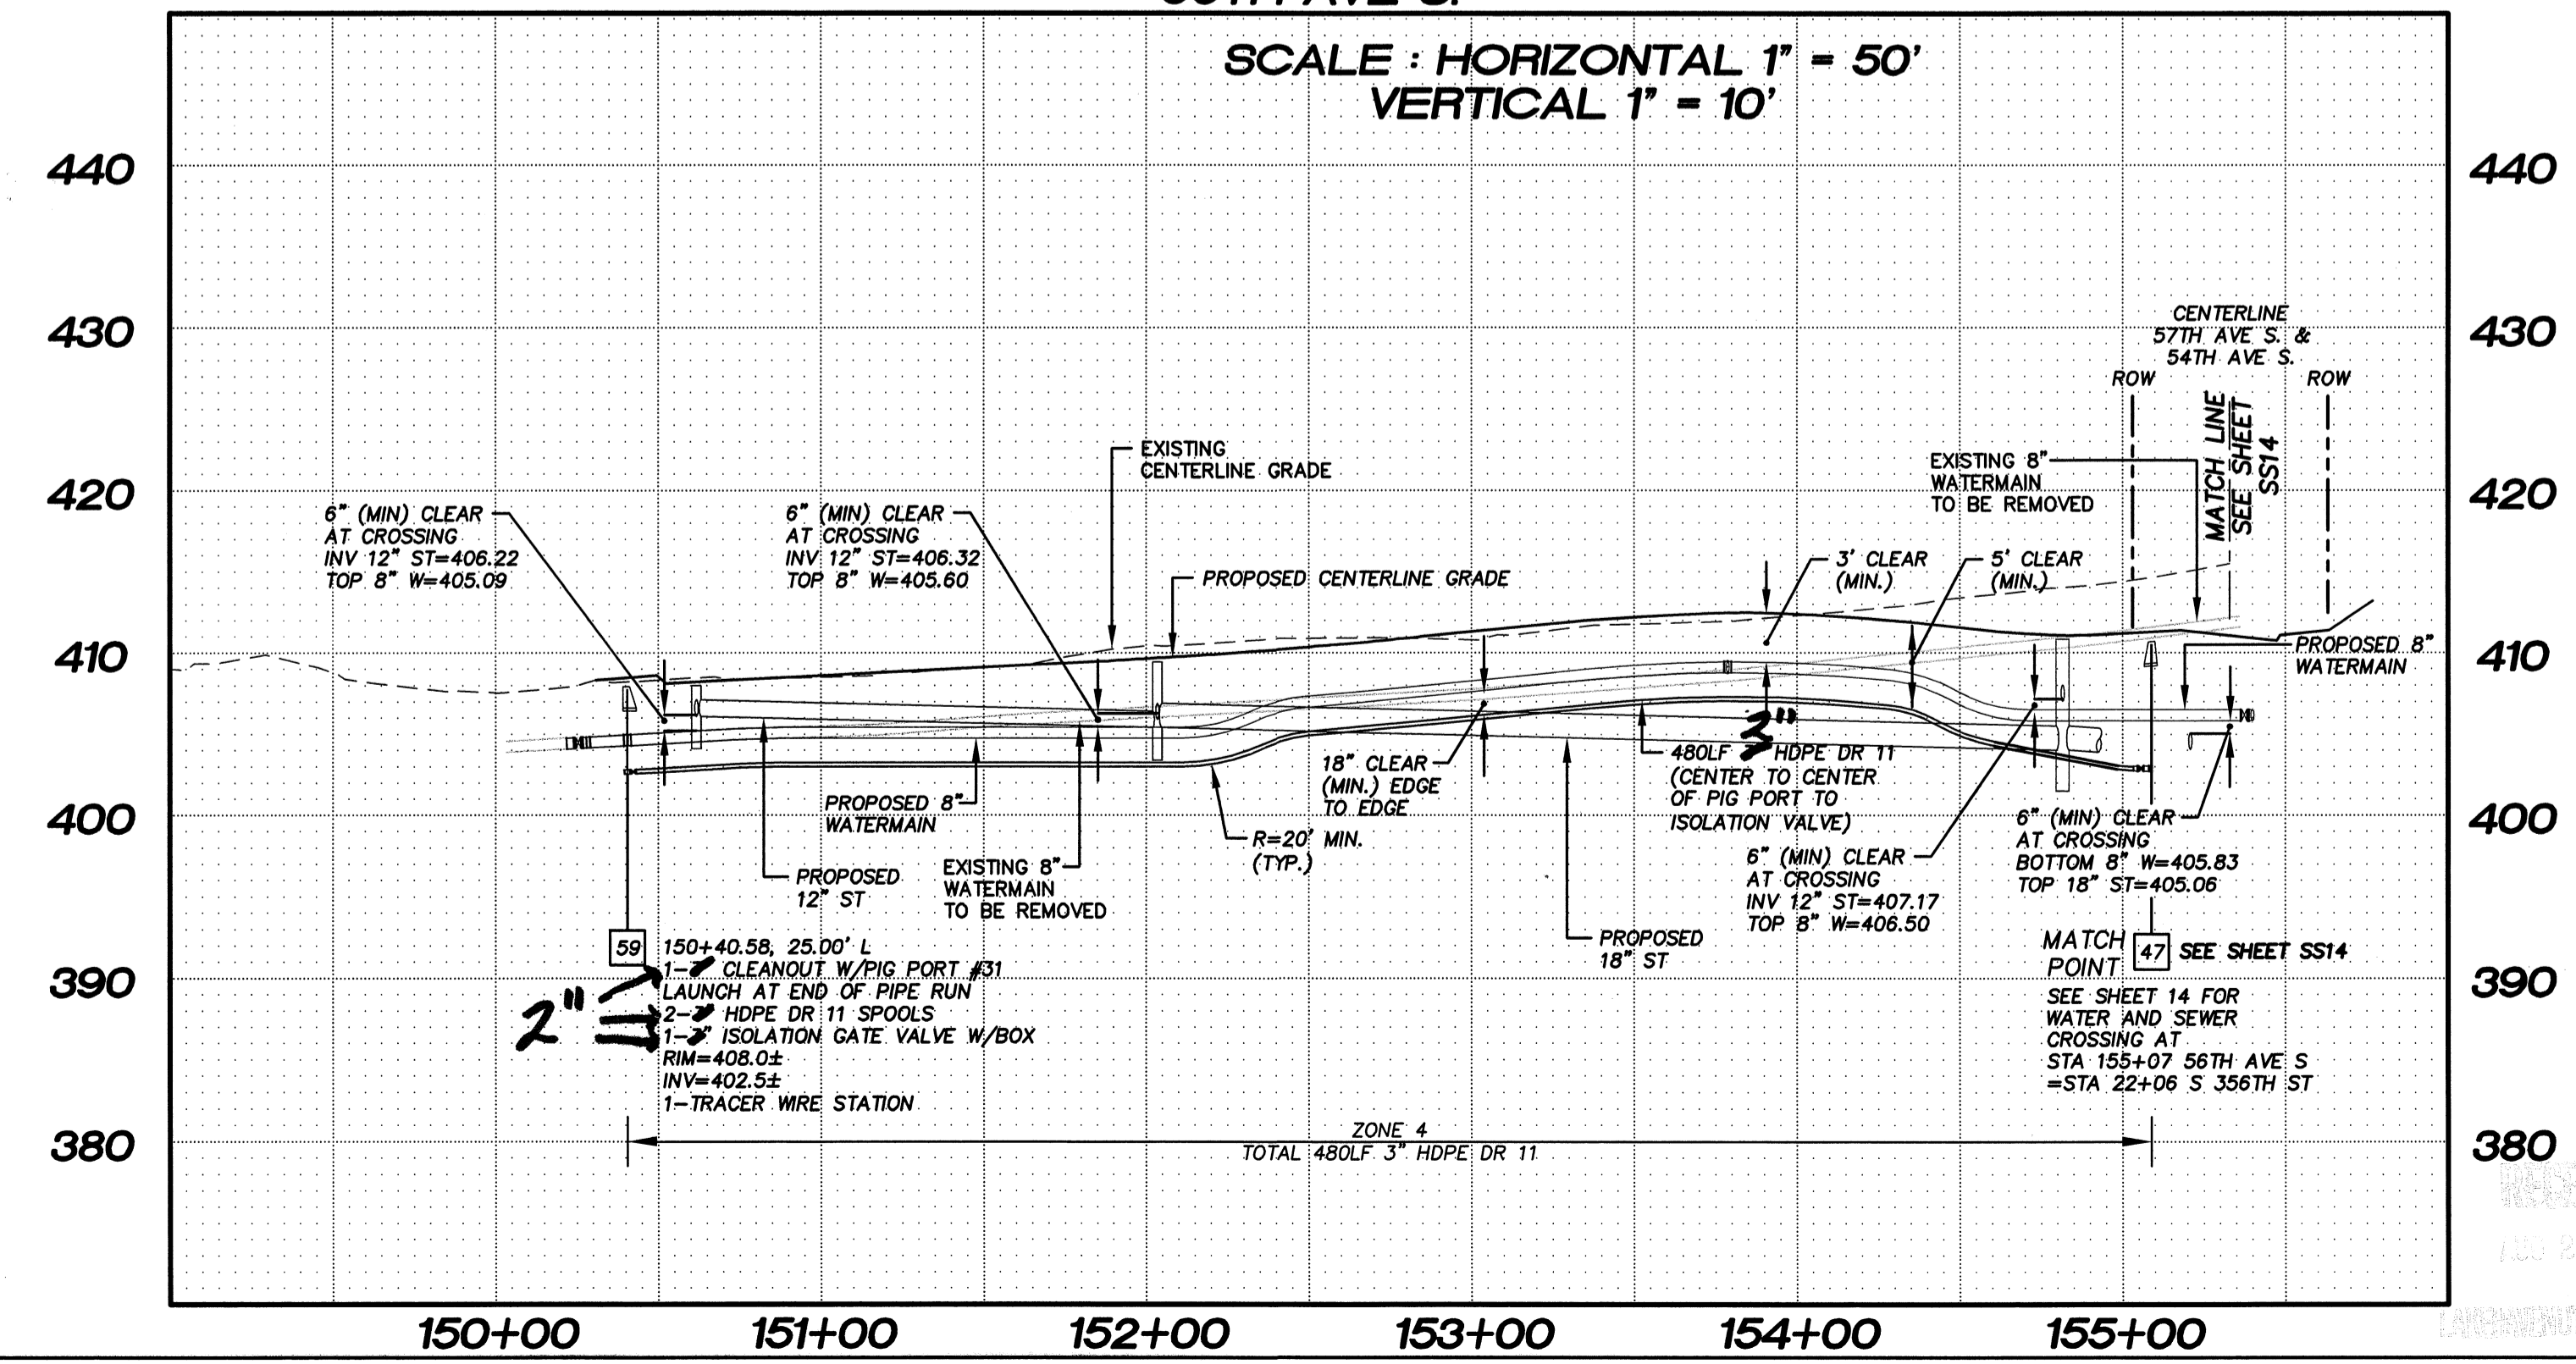 SCALE : HORIZONTAL 1" = 50'
VERTICAL 1" = 10'
440
440
430
430
420
420
410
410
400
400
390
390
380
380
CENTERLINE
57TH AVE S. &
54TH AVE S.
ROW
ROW
MATCH LINE
SEE SHEET
SS14
EXISTING
CENTERLINE GRADE
EXISTING 8"
WATERMAIN
TO BE REMOVED
6" (MIN) CLEAR
AT CROSSING
INV 12" ST=406.22
TOP 8" W=405.09
6" (MIN) CLEAR
AT CROSSING
INV 12" ST=406.32
TOP 8" W=405.60
PROPOSED CENTERLINE GRADE
3' CLEAR
(MIN.)
5' CLEAR
(MIN.)
PROPOSED 8"
WATERMAIN
PROPOSED 8"
WATERMAIN
PROPOSED
12" ST
EXISTING 8"
WATERMAIN
TO BE REMOVED
R=20' MIN.
(TYP.)
18" CLEAR
(MIN.) EDGE
TO EDGE
480LF HDPE DR 11
(CENTER TO CENTER
OF PIG PORT TO
ISOLATION VALVE)
PROPOSED
18" ST
6" (MIN) CLEAR
AT CROSSING
INV 12" ST=407.17
TOP 8" W=406.50
6" (MIN) CLEAR
AT CROSSING
BOTTOM 8" W=405.83
TOP 18" ST=405.06
59
150+40.58, 25.00' L
1- CLEANOUT W/PIG PORT #31
LAUNCH AT END OF PIPE RUN
2- HDPE DR 11 SPOOLS
1- ISOLATION GATE VALVE W/BOX
RIM=408.0±
INV=402.5±
1-TRACER WIRE STATION
2"
MATCH
POINT
47
SEE SHEET SS14
SEE SHEET 14 FOR
WATER AND SEWER
CROSSING AT
STA 155+07 56TH AVE S
=STA 22+06 S 356TH ST
ZONE 4
TOTAL 480LF 3" HDPE DR 11
150+00
151+00
152+00
153+00
154+00
155+00